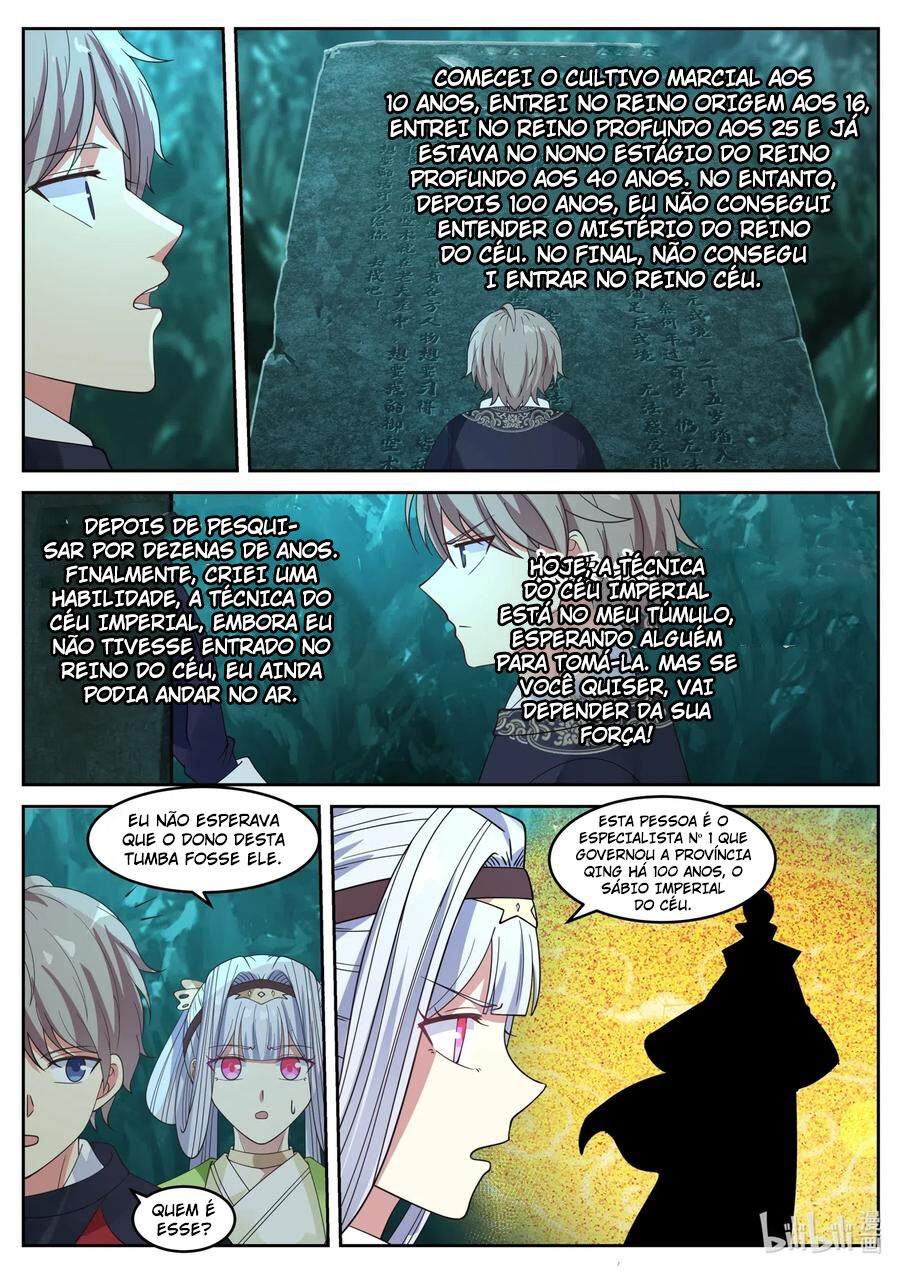 COMECEI O CULTIVO MARCIAL AOS
10 ANOS, ENTREI NO REINO ORIGEM AOS 16,
ENTREI NO REINO PROFUNDO AOS 25 E JÁ
ESTAVA NO NONO ESTÁGIO DO REINO
PROFUNDO AOS 40 ANOS. NO ENTANTO,
DEPOIS 100 ANOS, EU NÃO CONSEGUI
ENTENDER O MISTÉRIO DO REINO
DO CÉU. NO FINAL, NÃO CONSEGU
I ENTRAR NO REINO CÉU.
DEPOIS DE PESQUI-
SAR POR DEZENAS DE ANOS.
FINALMENTE, CRIEI UMA
HABILIDADE, A TÉCNICA DO
CÉU IMPERIAL, EMBORA EU
NÃO TIVESSE ENTRADO NO
REINO DO CÉU, EU AINDA
PODIA ANDAR NO AR.
HOJE, A TÉCNICA
DO CÉU IMPERIAL
ESTÁ NO MEU TÚMULO,
ESPERANDO ALGUÉM
PARA TOMÁ-LA. MAS SE
VOCÊ QUISER, VAI
DEPENDER DA SUA
FORÇA!
EU NÃO ESPERAVA
QUE O DONO DESTA
TUMBA FOSSE ELE.
QUEM É
ESSE?
ESTA PESSOA É O
ESPECIALISTA Nº 1 QUE
GOVERNOU A PROVÍNCIA
QING HÁ 100 ANOS, O
SÁBIO IMPERIAL
DO CÉU.
bilibili 漫画